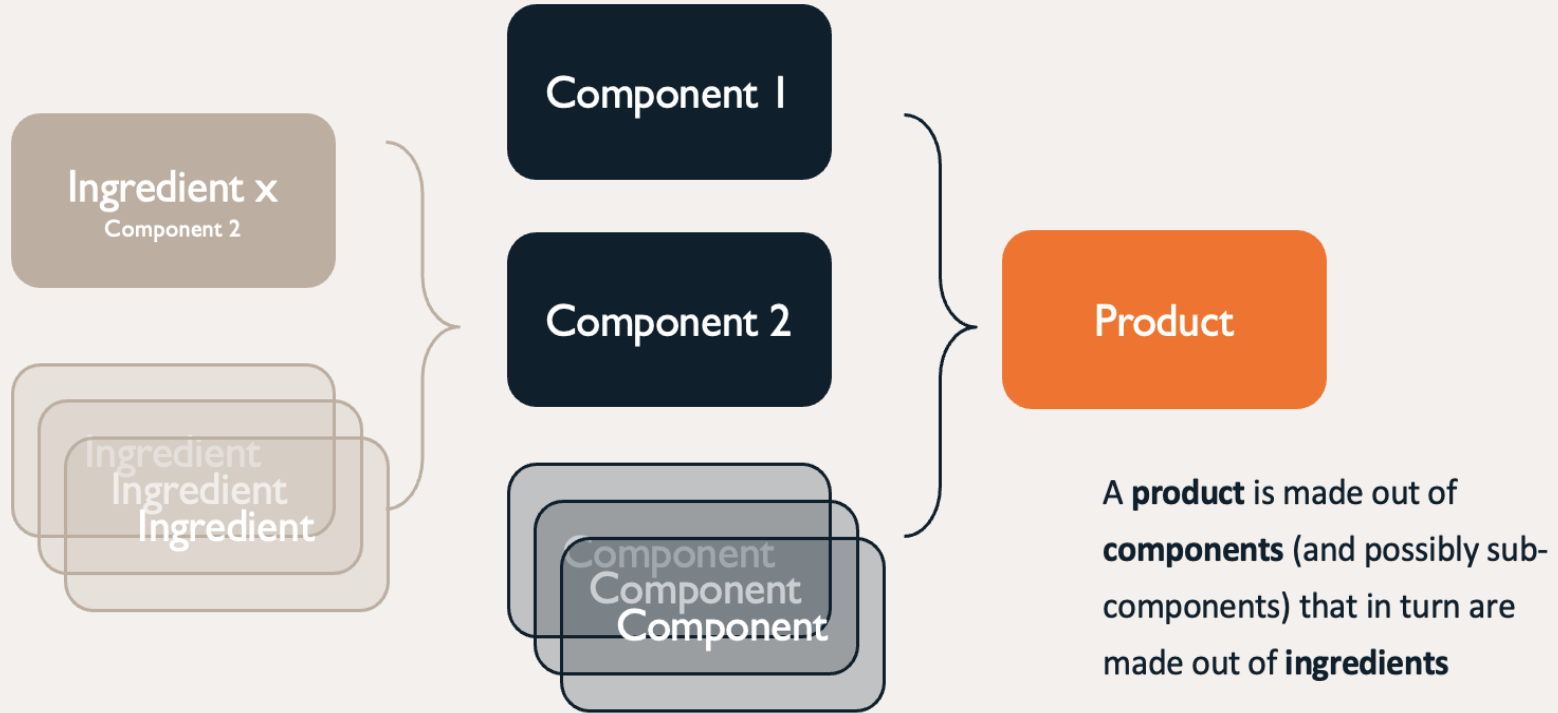 Ingredient x
Component 2
Ingredient
Ingredient
Ingredient
Component 1
Component 2
Component
Component
Component
Product
A product is made out of
components (and possibly sub-
components) that in turn are
made out of ingredients